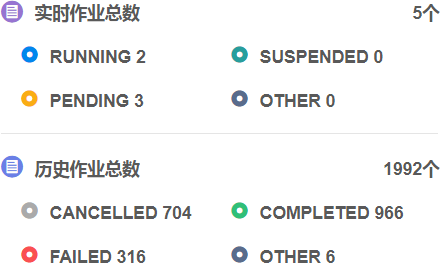 实时作业总数 5个
RUNNING 2 SUSPENDED 0
PENDING 3 OTHER 0
历史作业总数 1992个
CANCELLED 704 COMPLETED 966
FAILED 316 OTHER 6